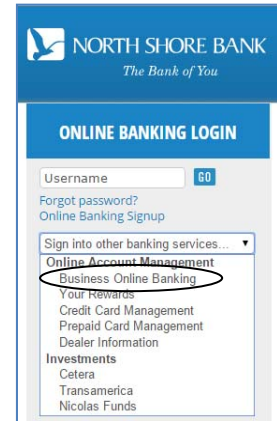 NORTH SHORE BANK
The Bank of You
ONLINE BANKING LOGIN
Username
GO
Forgot password?
Online Banking Signup
Sign into other banking services...
Online Account Management
Business Online Banking
Your Rewards
Credit Card Management
Prepaid Card Management
Dealer Information
Investments
Cetera
Transamerica
Nicolas Funds